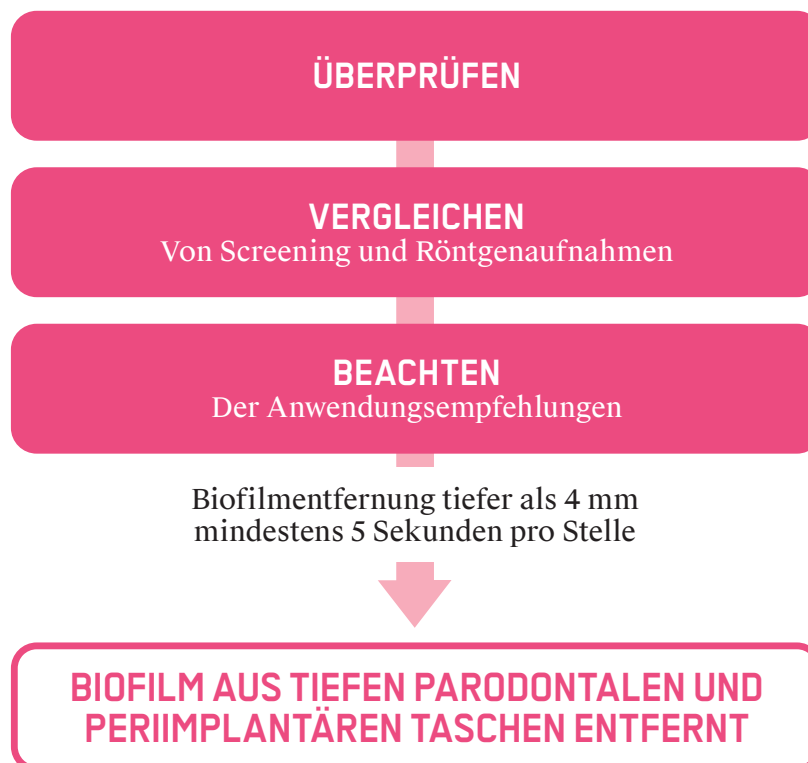 ÜBERPRÜFEN
VERGLEICHEN
Von Screening und Röntgenaufnahmen
BEACHTEN
Der Anwendungsempfehlungen
Biofilmentfernung tiefer als 4 mm
mindestens 5 Sekunden pro Stelle
BIOFILM AUS TIEFEN PARODONTALEN UND
PERIIMPLANTÄREN TASCHEN ENTFERNT